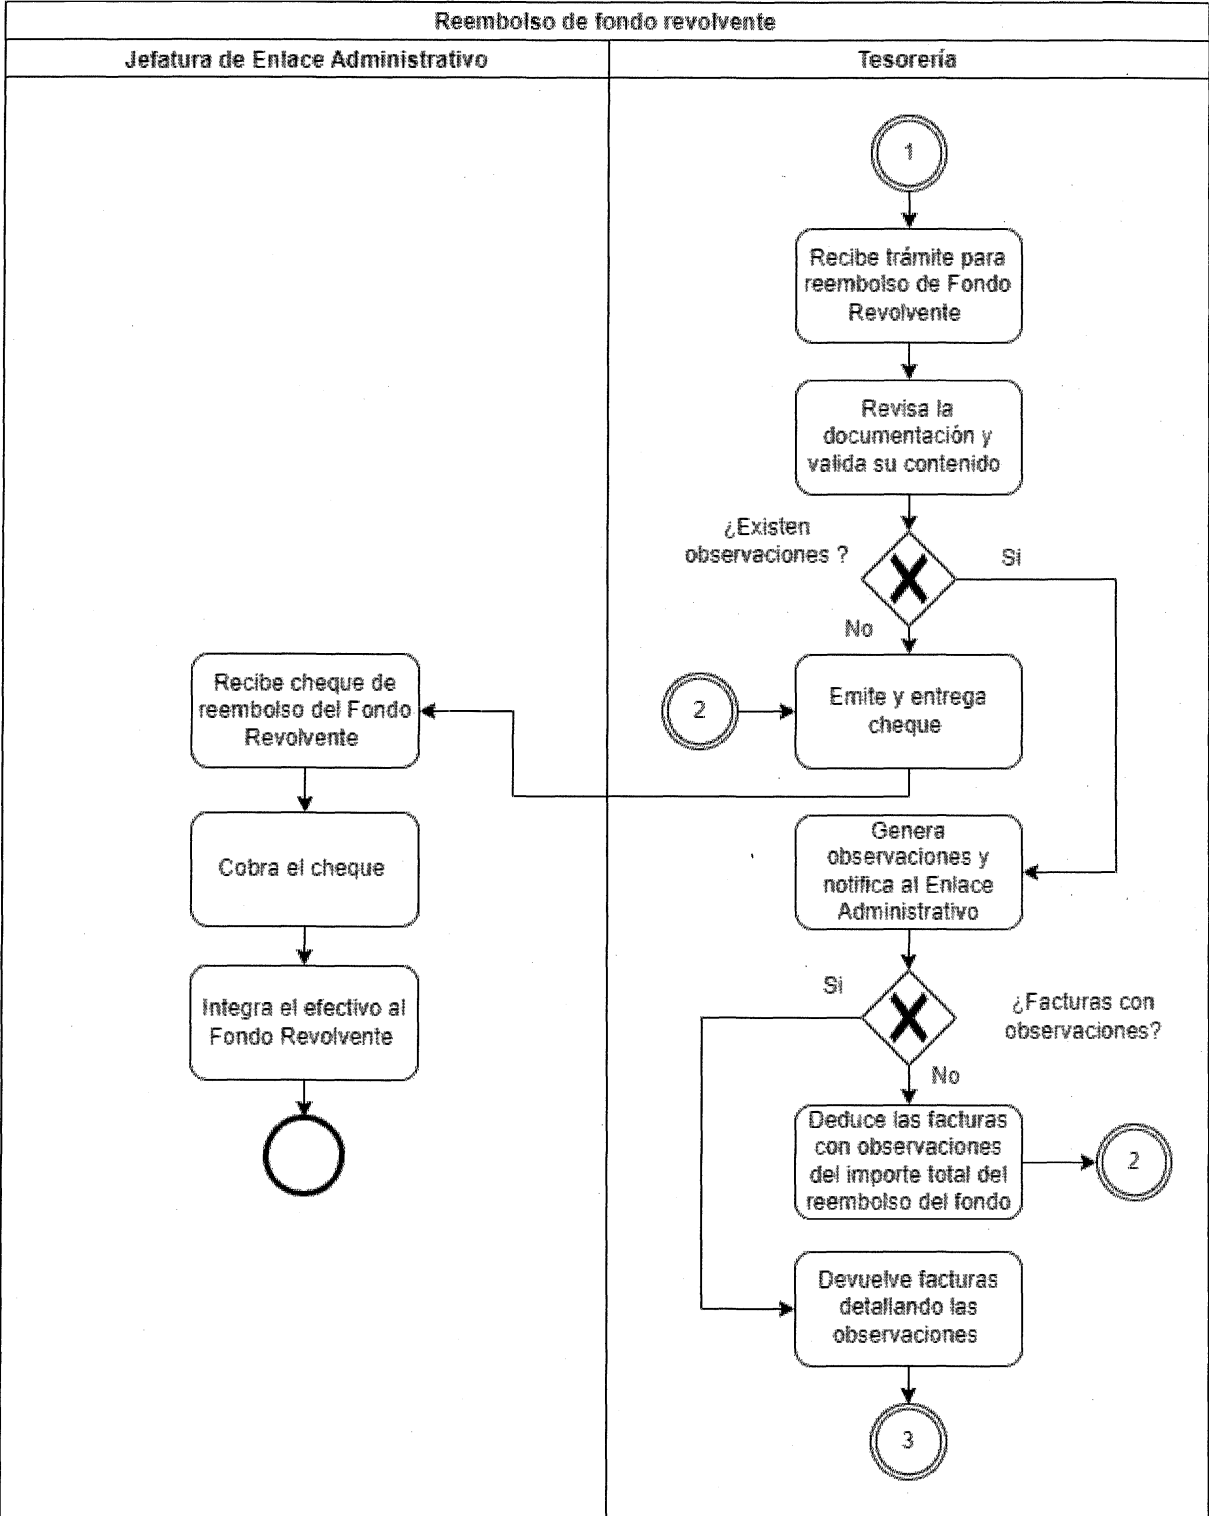 Reembolso de fondo revolvente
Jefatura de Enlace Administrativo
Tesorería
1
Recibe trámite para
reembolso de Fondo
Revolvente
Revisa la
documentación y
valida su contenido
¿Existen
observaciones ?
Si
No
2
Emite y entrega
cheque
Recibe cheque de
reembolso del Fondo
Revolvente
Cobra el cheque
Integra el efectivo al
Fondo Revolvente
Genera
observaciones y
notifica al Enlace
Administrativo
Si
¿Facturas con
observaciones?
No
Deduce las facturas
con observaciones
del importe total del
reembolso del fondo
2
Devuelve facturas
detallando las
observaciones
3